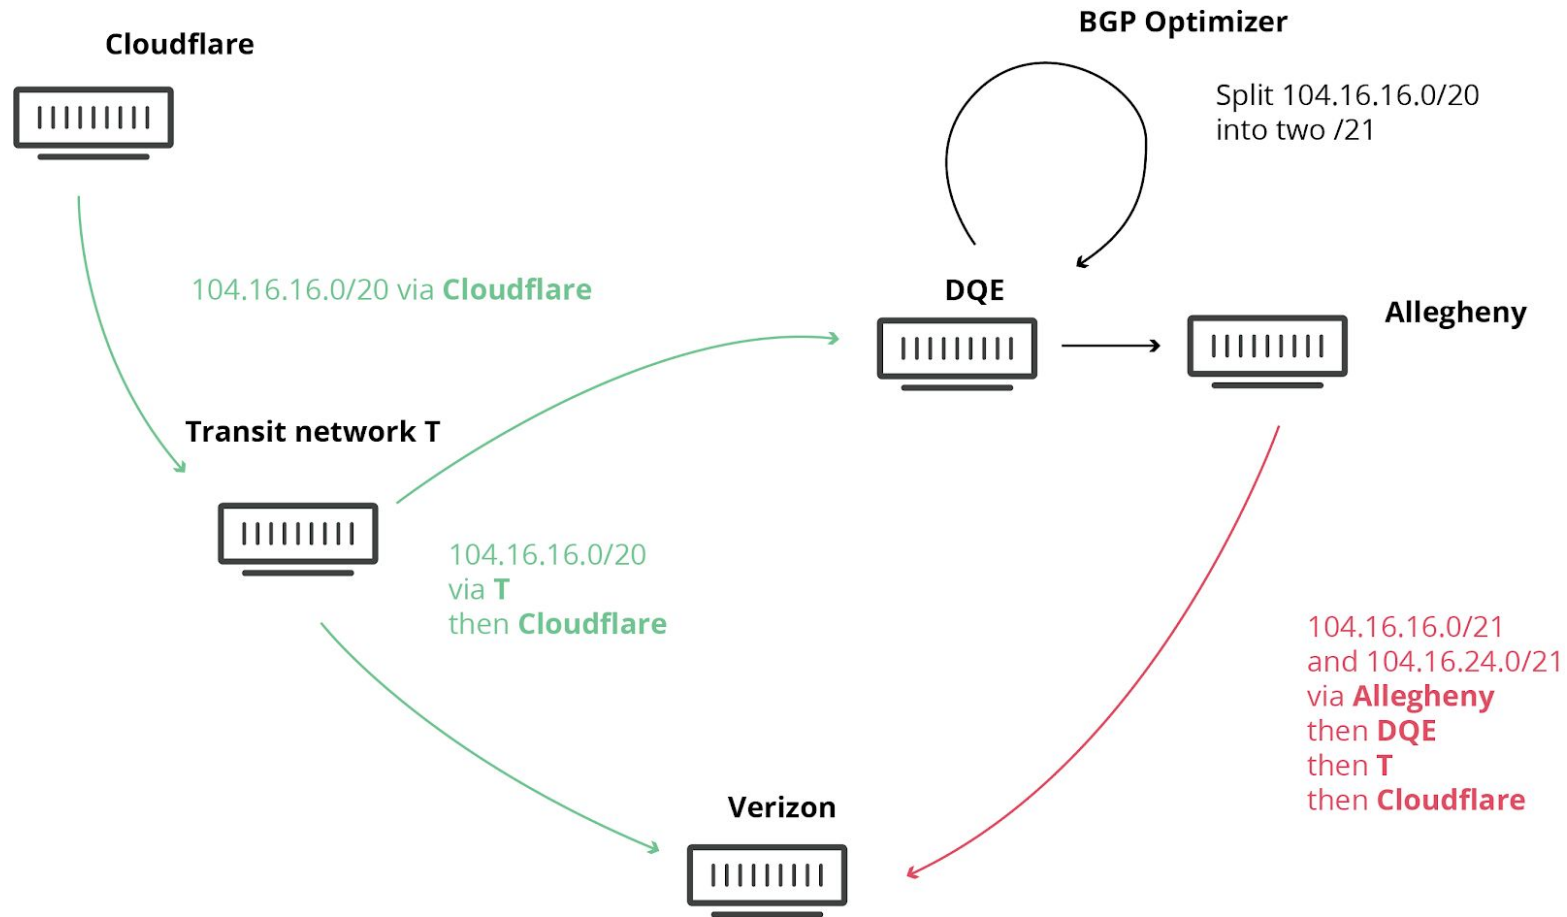 Cloudflare
BGP Optimizer
Split 104.16.16.0/20
into two /21
104.16.16.0/20 via Cloudflare
DQE
Allegheny
Transit network T
104.16.16.0/20
via T
then Cloudflare
104.16.16.0/21
and 104.16.24.0/21
via Allegheny
then DQE
then T
then Cloudflare
Verizon